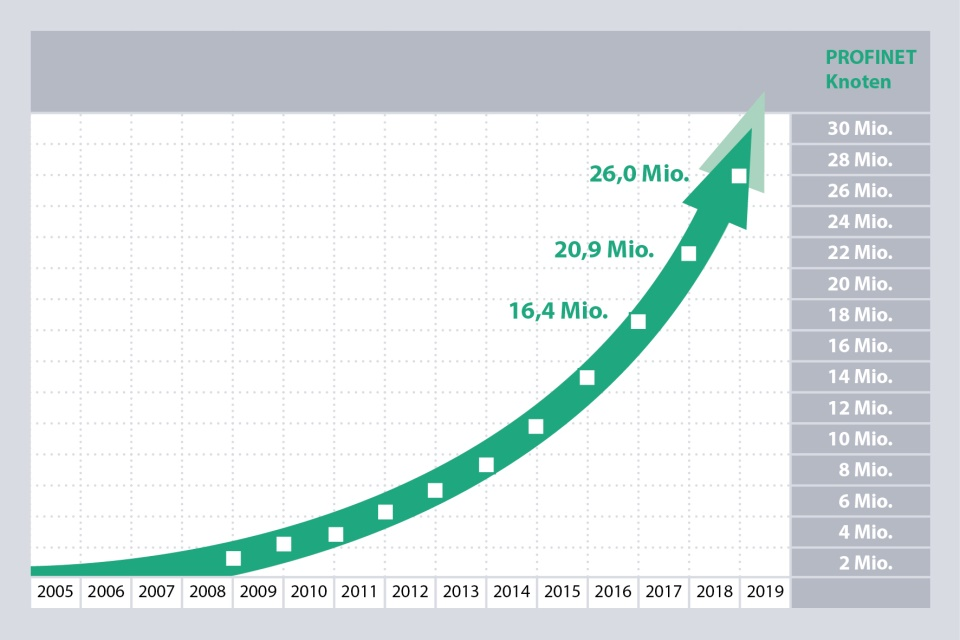 PROFINET
Knoten
30 Mio.
28 Mio.
26,0 Mio.
26 Mio.
24 Mio.
20,9 Mio.
22 Mio.
20 Mio.
16,4 Mio.
18 Mio.
16 Mio.
14 Mio.
12 Mio.
10 Mio.
8 Mio.
6 Mio.
4 Mio.
2 Mio.
2005 2006 2007 2008 2009 2010 2011 2012 2013 2014 2015 2016 2017 2018 2019